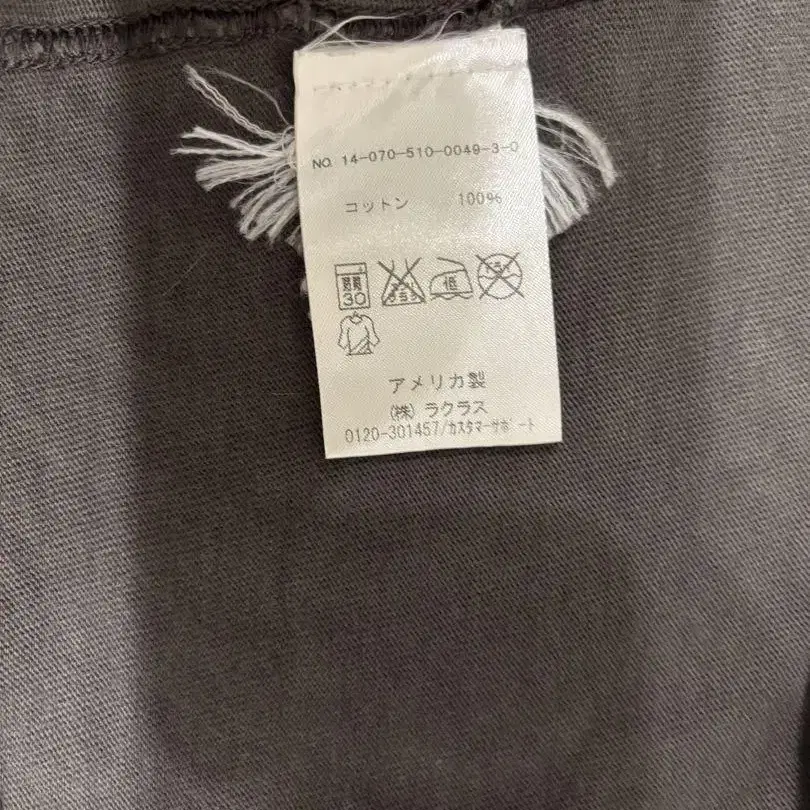 NO. 14-070-510-0049-3-0
コットン 100%
30 低
アメリカ製
(株) ラクラス
0120-301457/カスタマーサポート